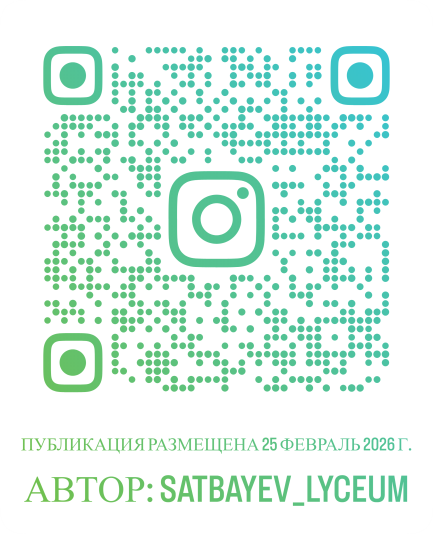 ПУБЛИКАЦИЯ РАЗМЕЩЕНА 25 ФЕВРАЛЬ 2026 Г.
АВТОР: SATBAYEV_LYCEUM